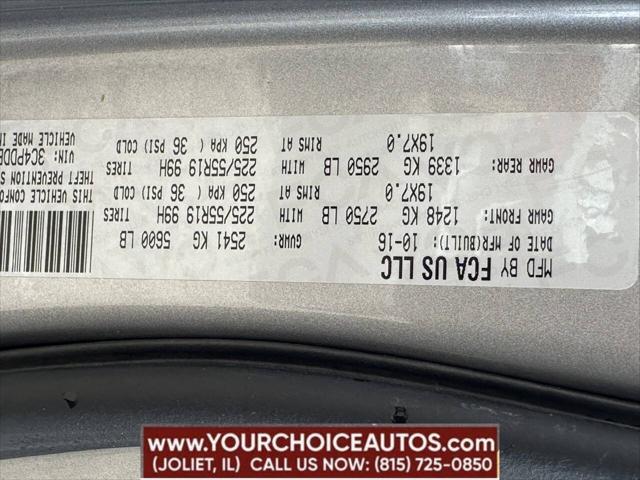 MFD BY FCA US LLC
DATE OF MFR(BUILT): 10-16 GVWR: 2541 KG 5600 LB
GAWR FRONT: 1248 KG 2750 LB WITH 225/55R19 99H TIRES
19X7.0 RIMS AT 250 KPA ( 36 PSI) COLD
GAWR REAR: 1339 KG 2950 LB WITH 225/55R19 99H TIRES
19X7.0 RIMS AT 250 KPA ( 36 PSI) COLD
THIS VEHICLE CONFO
THEFT PREVENTION S
VIN: 3C4PDDB
VEHICLE MADE IN
WWW.YOURCHOICEAUTOS.COM
(JOLIET, IL) CALL US NOW: (815) 725-0850